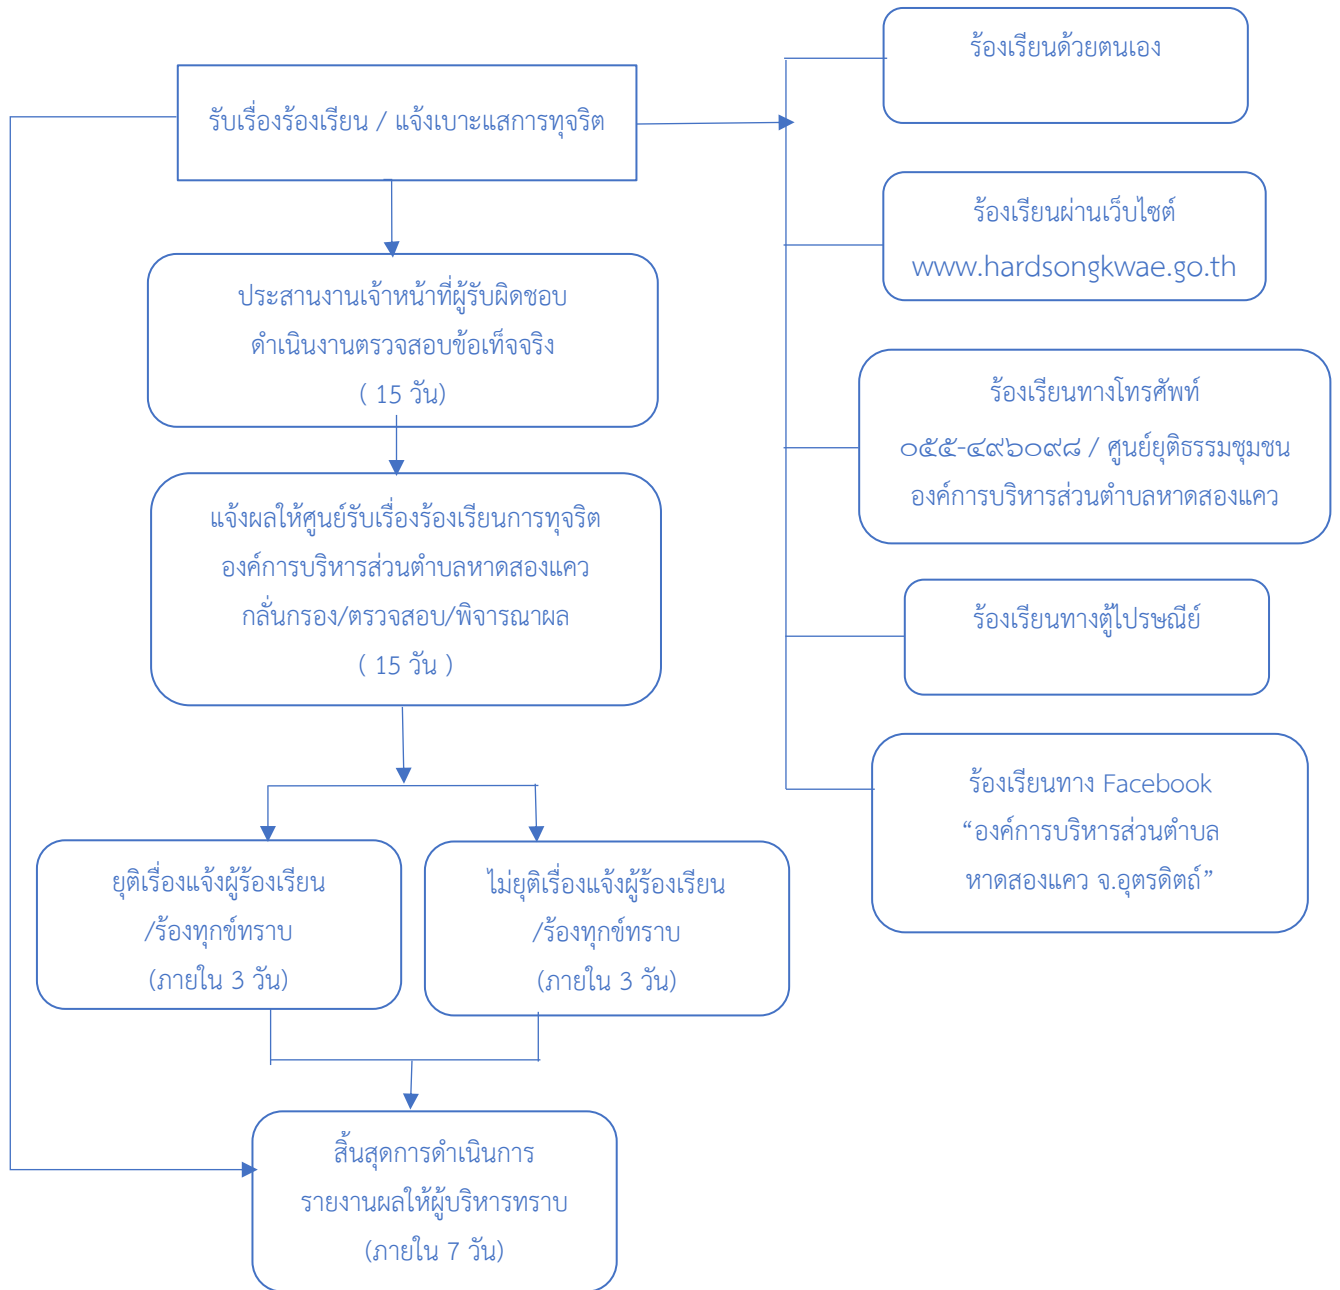 รับเรื่องร้องเรียน / แจ้งเบาะแสการทุจริต
ประสานงานเจ้าหน้าที่ผู้รับผิดชอบ
ดำเนินงานตรวจสอบข้อเท็จจริง
( 15 วัน)
แจ้งผลให้ศูนย์รับเรื่องร้องเรียนการทุจริต
องค์การบริหารส่วนตำบลหาดสองแคว
กลั่นกรอง/ตรวจสอบ/พิจารณาผล
( 15 วัน )
ยุติเรื่องแจ้งผู้ร้องเรียน
/ร้องทุกข์ทราบ
(ภายใน 3 วัน)
ไม่ยุติเรื่องแจ้งผู้ร้องเรียน
/ร้องทุกข์ทราบ
(ภายใน 3 วัน)
สิ้นสุดการดำเนินการ
รายงานผลให้ผู้บริหารทราบ
(ภายใน 7 วัน)
ร้องเรียนด้วยตนเอง
ร้องเรียนผ่านเว็บไซต์
www.hardsongkwae.go.th
ร้องเรียนทางโทรศัพท์
๐๕๕-๔๙๖๐๙๘ / ศูนย์ยุติธรรมชุมชน
องค์การบริหารส่วนตำบลหาดสองแคว
ร้องเรียนทางตู้ไปรษณีย์
ร้องเรียนทาง Facebook
“องค์การบริหารส่วนตำบล
หาดสองแคว จ.อุตรดิตถ์”